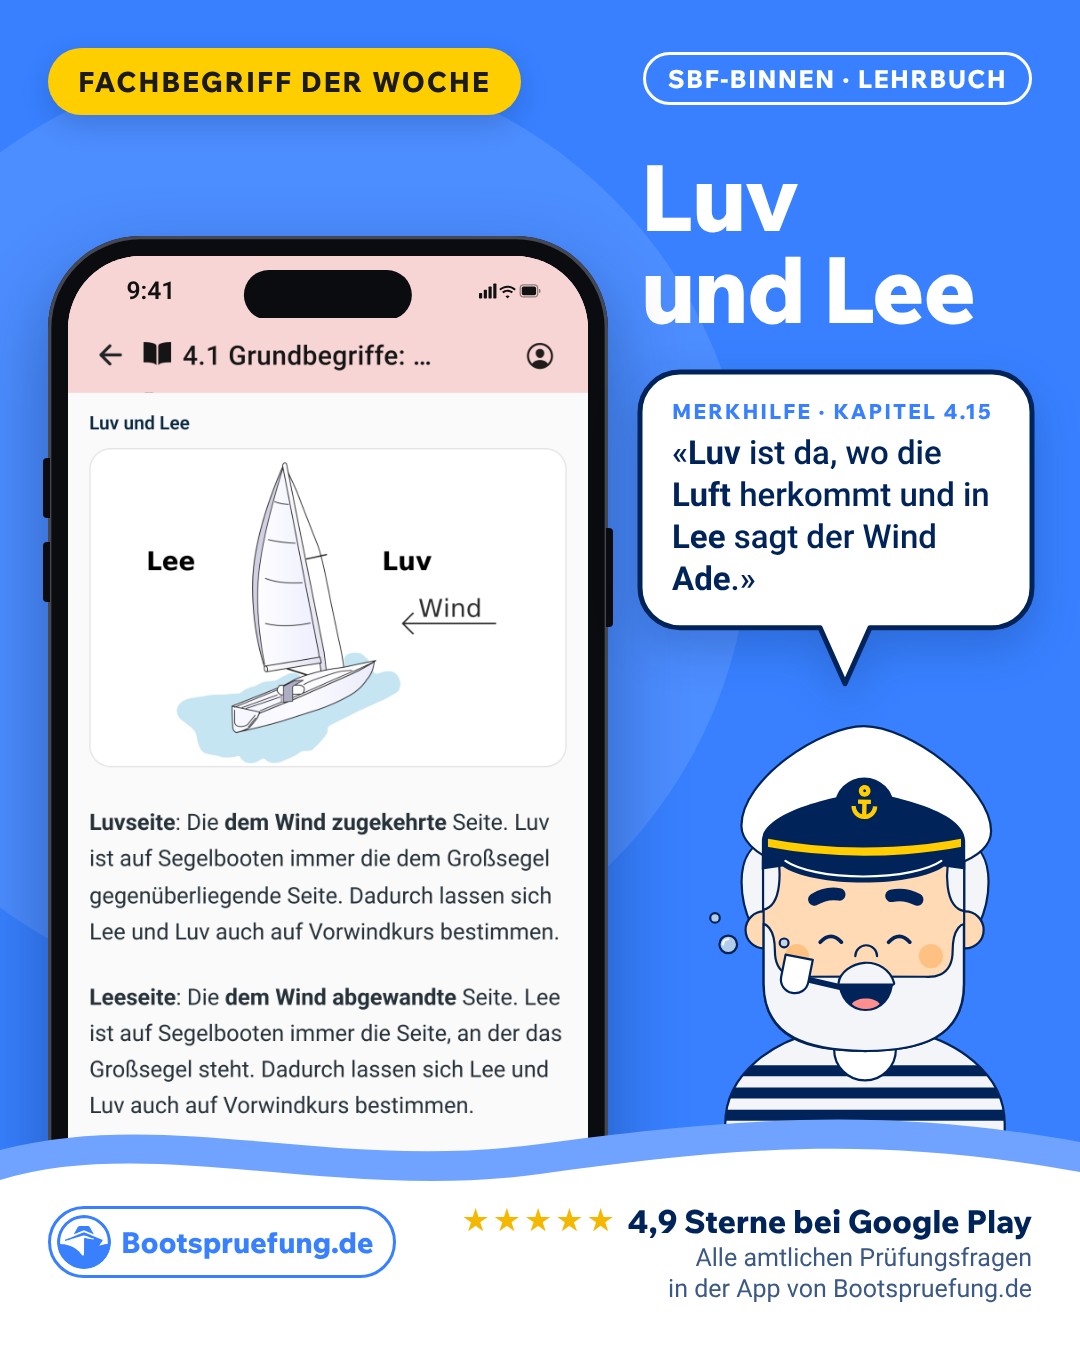 FACHBEGRIFF DER WOCHE
SBF-BINNEN · LEHRBUCH
Luv
und Lee
9:41
4.1 Grundbegriffe: ...
Luv und Lee
Lee
Luv
Wind
Luvseite: Die dem Wind zugekehrte Seite. Luv
ist auf Segelbooten immer die dem Großsegel
gegenüberliegende Seite. Dadurch lassen sich
Lee und Luv auch auf Vorwindkurs bestimmen.
Leeseite: Die dem Wind abgewandte Seite. Lee
ist auf Segelbooten immer die Seite, an der das
Großsegel steht. Dadurch lassen sich Lee und
Luv auch auf Vorwindkurs bestimmen.
MERKHILFE · KAPITEL 4.15
«Luv ist da, wo die
Luft herkommt und in
Lee sagt der Wind
Ade.»
Bootspruefung.de
★★★★★ 4,9 Sterne bei Google Play
Alle amtlichen Prüfungsfragen
in der App von Bootspruefung.de